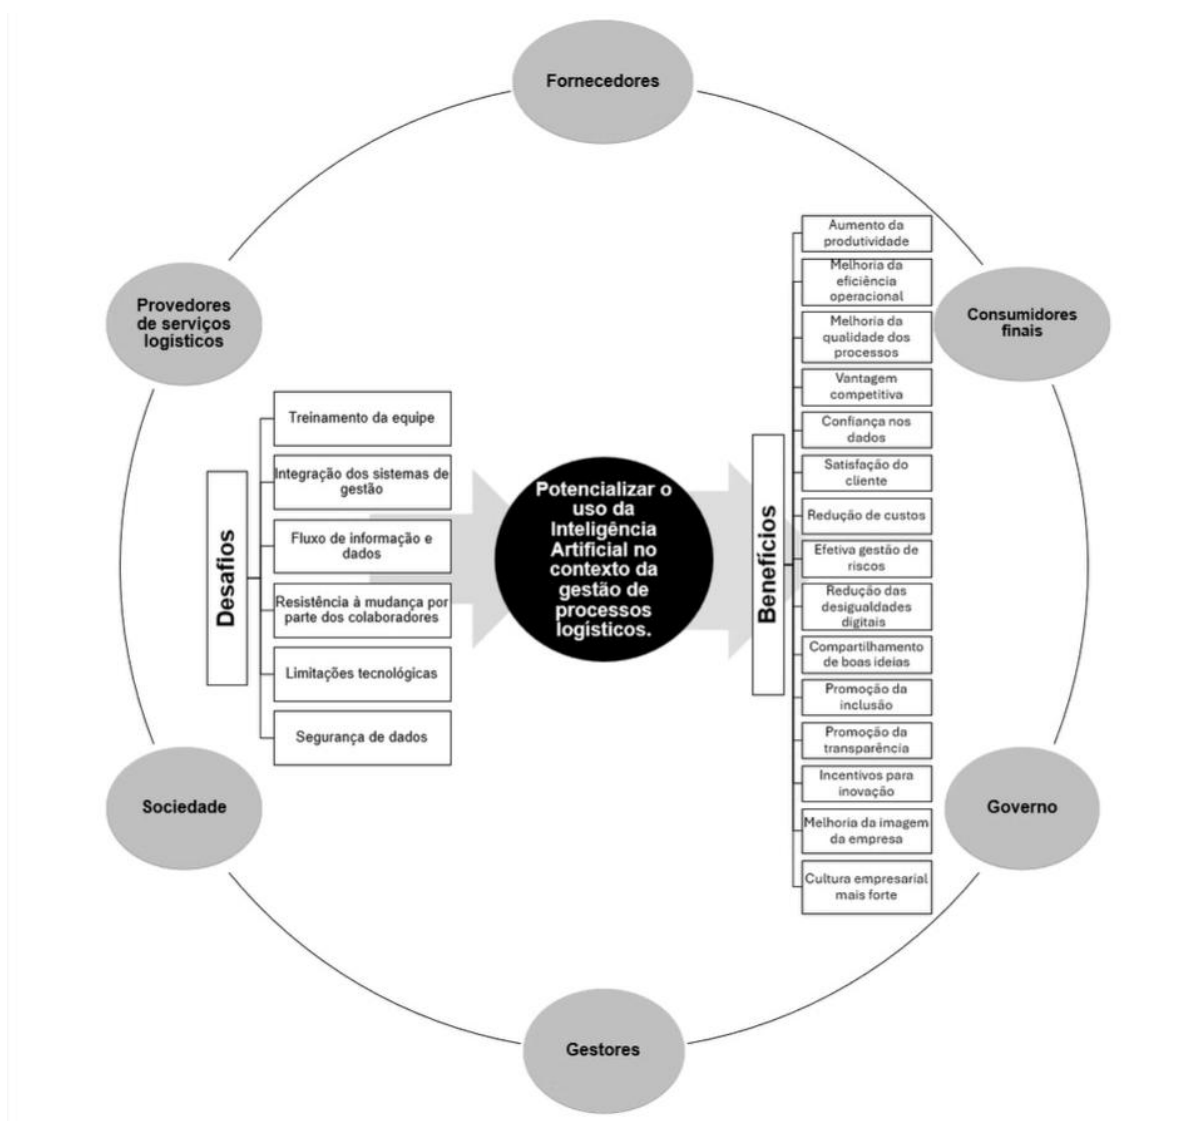 Fornecedores
Provedores
de serviços
logísticos
Consumidores
finais
Desafios
Treinamento da equipe
Integração dos sistemas de
gestão
Fluxo de informação e
dados
Resistência à mudança por
parte dos colaboradores
Limitações tecnológicas
Segurança de dados
Potencializar o
uso da
Inteligência
Artificial no
contexto da
gestão de
processos
logísticos.
Benefícios
Aumento da
produtividade
Melhoria da
eficiência
operacional
Melhoria da
qualidade dos
processos
Vantagem
competitiva
Confiança nos
dados
Satisfação do
cliente
Redução de custos
Efetiva gestão de
riscos
Redução das
desigualdades
digitais
Compartilhamento
de boas ideias
Promoção da
inclusão
Promoção da
transparência
Incentivos para
inovação
Melhoria da imagem
da empresa
Cultura empresarial
mais forte
Sociedade
Governo
Gestores